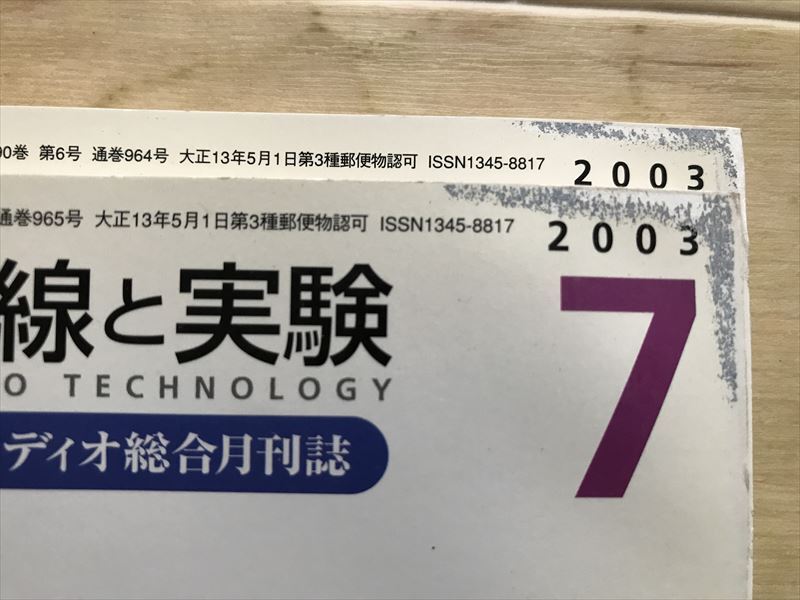 0巻 第6号 通巻964号 大正13年5月1日第3種郵便物認可 ISSN1345-8817
2003
通巻965号 大正13年5月1日第3種郵便物認可 ISSN1345-8817
2003
7
線と実験
O TECHNOLOGY
ディオ総合月刊誌